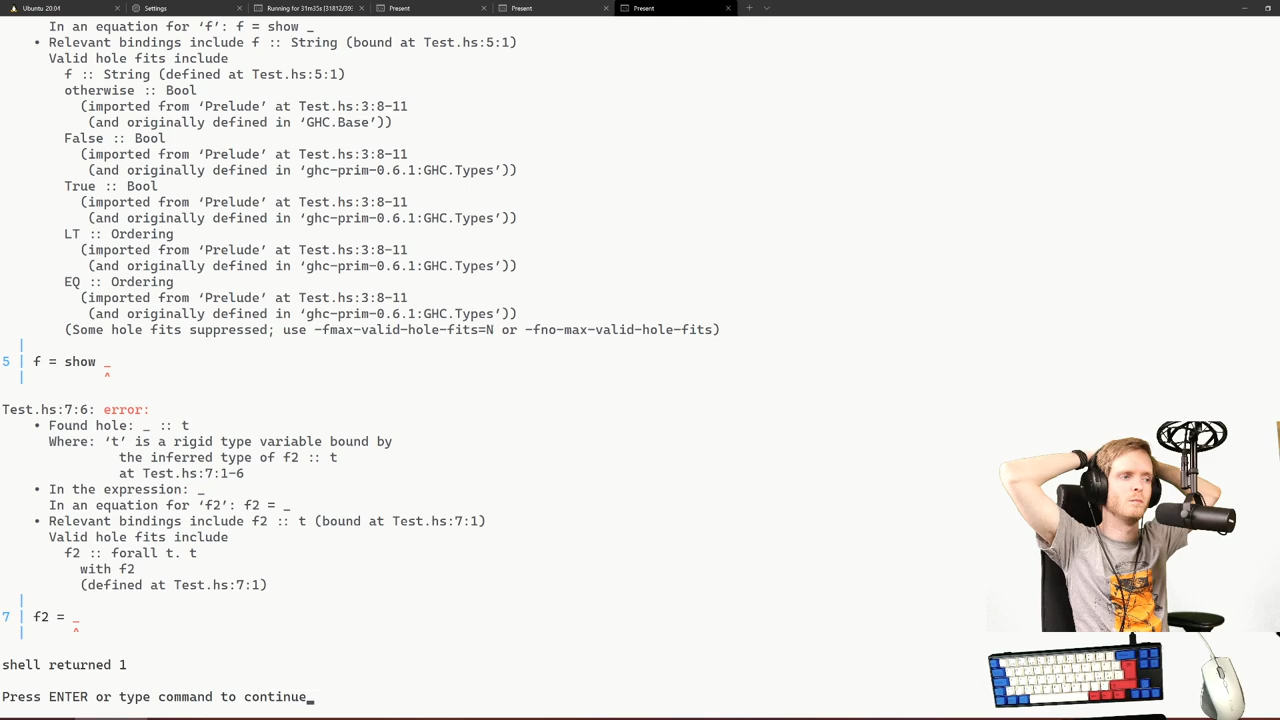 Ubuntu 20.04
Settings
Running for 31m35s
Present
Present
Present
In an equation for ‘f’: f = show _
• Relevant bindings include f :: String (bound at Test.hs:5:1)
Valid hole fits include
f :: String (defined at Test.hs:5:1)
otherwise :: Bool
(imported from ‘Prelude’ at Test.hs:3:8-11
(and originally defined in ‘GHC.Base’))
False :: Bool
(imported from ‘Prelude’ at Test.hs:3:8-11
(and originally defined in ‘ghc-prim-0.6.1:GHC.Types’))
True :: Bool
(imported from ‘Prelude’ at Test.hs:3:8-11
(and originally defined in ‘ghc-prim-0.6.1:GHC.Types’))
LT :: Ordering
(imported from ‘Prelude’ at Test.hs:3:8-11
(and originally defined in ‘ghc-prim-0.6.1:GHC.Types’))
EQ :: Ordering
(imported from ‘Prelude’ at Test.hs:3:8-11
(and originally defined in ‘ghc-prim-0.6.1:GHC.Types’))
(Some hole fits suppressed; use -fmax-valid-hole-fits=N or -fno-max-valid-hole-fits)
|
5 | f = show _
| ^
Test.hs:7:6: error:
• Found hole: _ :: t
Where: ‘t’ is a rigid type variable bound by
the inferred type of f2 :: t
at Test.hs:7:1-6
• In the expression: _
In an equation for ‘f2’: f2 = _
• Relevant bindings include f2 :: t (bound at Test.hs:7:1)
Valid hole fits include
f2 :: forall t. t
with f2
(defined at Test.hs:7:1)
|
7 | f2 = _
| ^
shell returned 1
Press ENTER or type command to continue